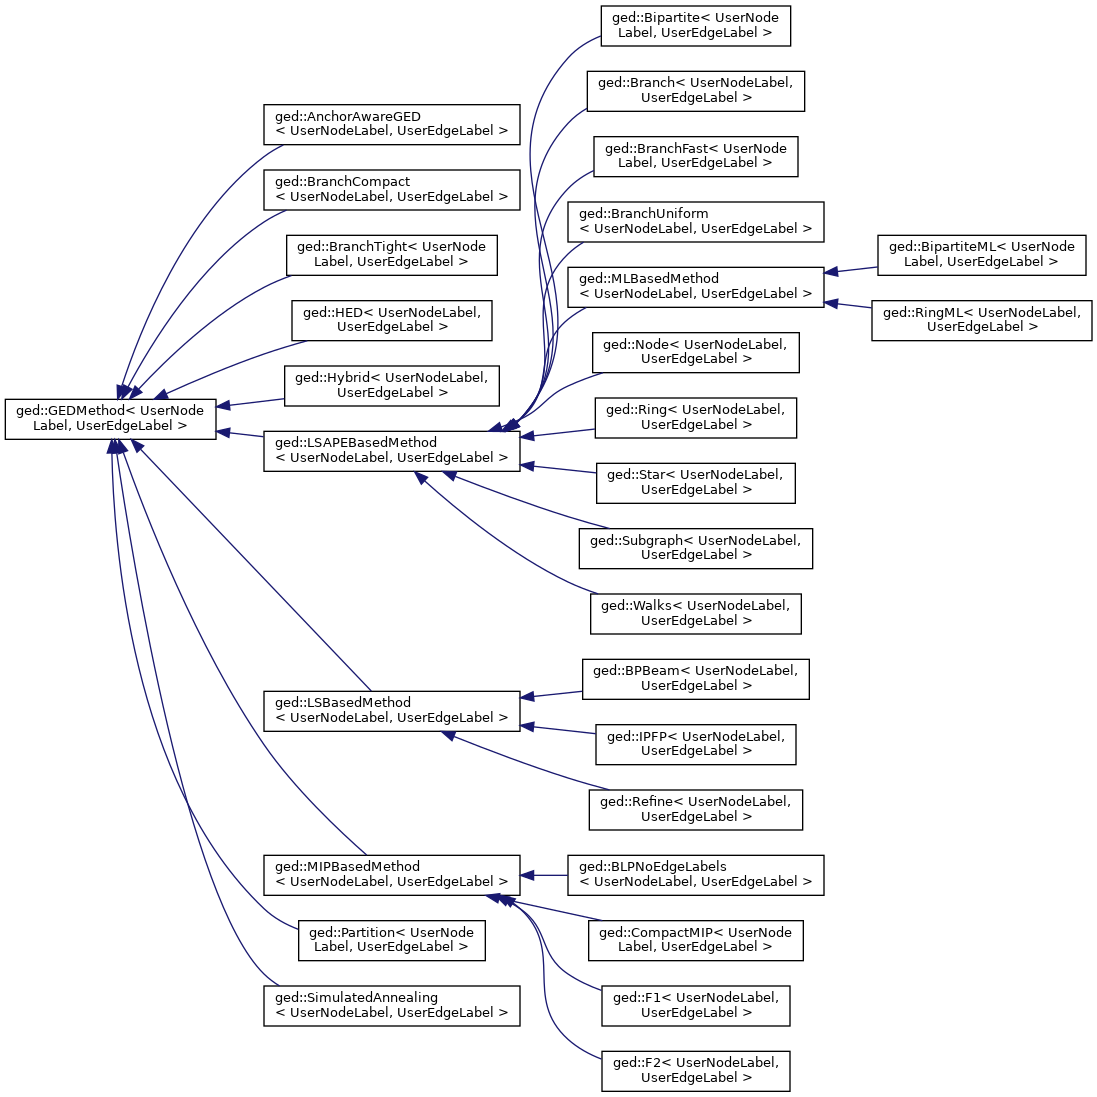 ged::GEDMethod< UserNode
Label, UserEdgeLabel >
ged::AnchorAwareGED
< UserNodeLabel, UserEdgeLabel >
ged::BranchCompact
< UserNodeLabel, UserEdgeLabel >
ged::BranchTight< UserNode
Label, UserEdgeLabel >
ged::HED< UserNodeLabel,
UserEdgeLabel >
ged::Hybrid< UserNodeLabel,
UserEdgeLabel >
ged::LSAPEBasedMethod
< UserNodeLabel, UserEdgeLabel >
ged::LSBasedMethod
< UserNodeLabel, UserEdgeLabel >
ged::MIPBasedMethod
< UserNodeLabel, UserEdgeLabel >
ged::Partition< UserNode
Label, UserEdgeLabel >
ged::SimulatedAnnealing
< UserNodeLabel, UserEdgeLabel >
ged::Bipartite< UserNode
Label, UserEdgeLabel >
ged::Branch< UserNodeLabel,
UserEdgeLabel >
ged::BranchFast< UserNode
Label, UserEdgeLabel >
ged::BranchUniform
< UserNodeLabel, UserEdgeLabel >
ged::MLBasedMethod
< UserNodeLabel, UserEdgeLabel >
ged::Node< UserNodeLabel,
UserEdgeLabel >
ged::Ring< UserNodeLabel,
UserEdgeLabel >
ged::Star< UserNodeLabel,
UserEdgeLabel >
ged::Subgraph< UserNodeLabel,
UserEdgeLabel >
ged::Walks< UserNodeLabel,
UserEdgeLabel >
ged::BPBeam< UserNodeLabel,
UserEdgeLabel >
ged::IPFP< UserNodeLabel,
UserEdgeLabel >
ged::Refine< UserNodeLabel,
UserEdgeLabel >
ged::BLPNoEdgeLabels
< UserNodeLabel, UserEdgeLabel >
ged::CompactMIP< UserNode
Label, UserEdgeLabel >
ged::F1< UserNodeLabel,
UserEdgeLabel >
ged::F2< UserNodeLabel,
UserEdgeLabel >
ged::BipartiteML< UserNode
Label, UserEdgeLabel >
ged::RingML< UserNodeLabel,
UserEdgeLabel >